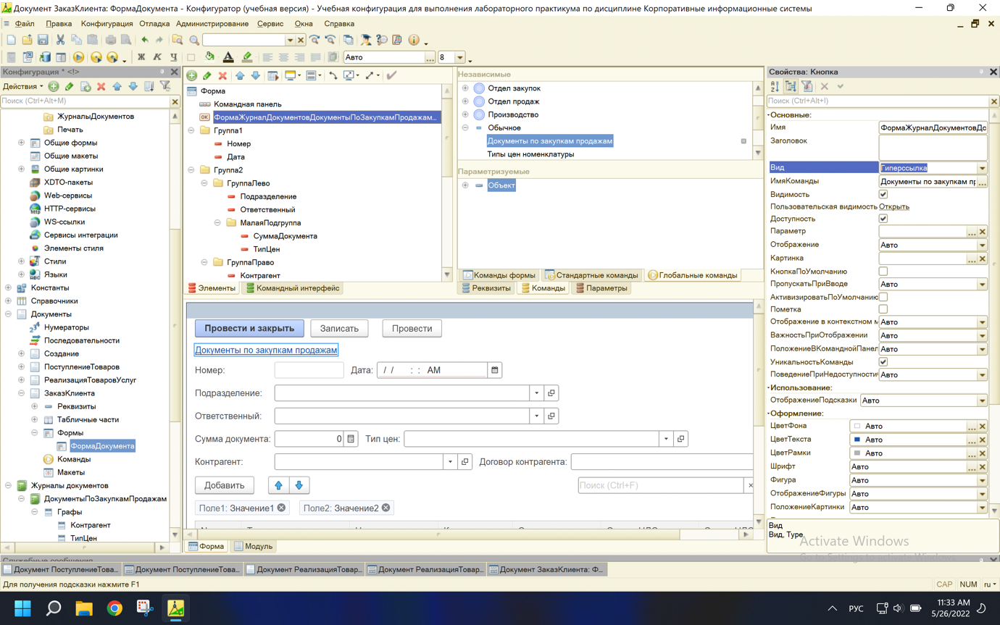 Документ ЗаказКлиента: ФормаДокумента - Конфигуратор (учебная версия) - Учебная конфигурация для выполнения лабораторного практикума по дисциплине Корпоративные информационные системы
Файл Правка Конфигурация Отладка Администрирование Сервис Окна Справка
Ж К Ч Авто 8
Конфигурация * <!>
Действия
Поиск (Ctrl+Alt+M)
ЖурналыДокументов
Печать
Общие формы
Общие макеты
Общие картинки
XDTO-пакеты
Web-сервисы
HTTP-сервисы
WS-ссылки
Сервисы интеграции
Элементы стиля
Стили
Языки
Константы
Справочники
Документы
Нумераторы
Последовательности
Создание
ПоступлениеТоваров
РеализацияТоваровУслуг
ЗаказКлиента
Реквизиты
Табличные части
Формы
ФормаДокумента
Команды
Макеты
Журналы документов
ДокументыПоЗакупкамПродажам
Графы
Контрагент
ТипЦен
Форма
Командная панель
ФормаЖурналДокументовДокументыПоЗакупкамПродажам...
Группа1
Номер
Дата
Группа2
ГруппаЛево
Подразделение
Ответственный
МалаяПодгруппа
СуммаДокумента
ТипЦен
ГруппаПраво
Контрагент
Элементы Командный интерфейс
Независимые
Отдел закупок
Отдел продаж
Производство
Обычное
Документы по закупкам продажам
Типы цен номенклатуры
Параметризуемые
Объект
Команды формы Стандартные команды Глобальные команды
Реквизиты Команды Параметры
Провести и закрыть Записать Провести
Документы по закупкам продажам
Номер: Дата: / / : : AM
Подразделение:
Ответственный:
Сумма документа: 0 Тип цен:
Контрагент: Договор контрагента:
Добавить Поиск (Ctrl+F) ×
Поле1: Значение1 Поле2: Значение2
Форма Модуль
Свойства: Кнопка
Поиск (Ctrl+Alt+I)
Основные:
Имя ФормаЖурналДокументовДо
Заголовок
Вид Гиперссылка
ИмяКоманды Документы по закупкам пр ...
Видимость
Пользовательская видимость Открыть
Доступность
Параметр
Отображение Авто
Картинка
КнопкаПоУмолчанию
ПропускатьПриВводе Авто
АктивизироватьПоУмолчанию
Пометка
Отображение в контекстном м Авто
ВажностьПриОтображении Авто
ПоложениеВКоманднойПанел Авто
УникальностьКоманды
ПоведениеПриНедоступности Авто
Использование:
ОтображениеПодсказки Авто
Оформление:
ЦветФона Авто
ЦветТекста Авто
ЦветРамки Авто
Шрифт Авто
Фигура Авто
ОтображениеФигуры Авто
ПоложениеКартинки Авто
Вид
Вид, Type
Activate Windows
Служебные сообщения
Документ ПоступлениеТова... Документ ПоступлениеТова... Документ РеализацияТовар... Документ РеализацияТовар... Документ ЗаказКлиента: Ф...
Для получения подсказки нажмите F1 CAP NUM ru
РУС 11:33 AM
5/26/2022